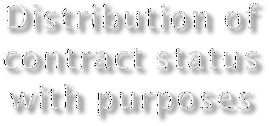 Distribution of
contract status
with purposes